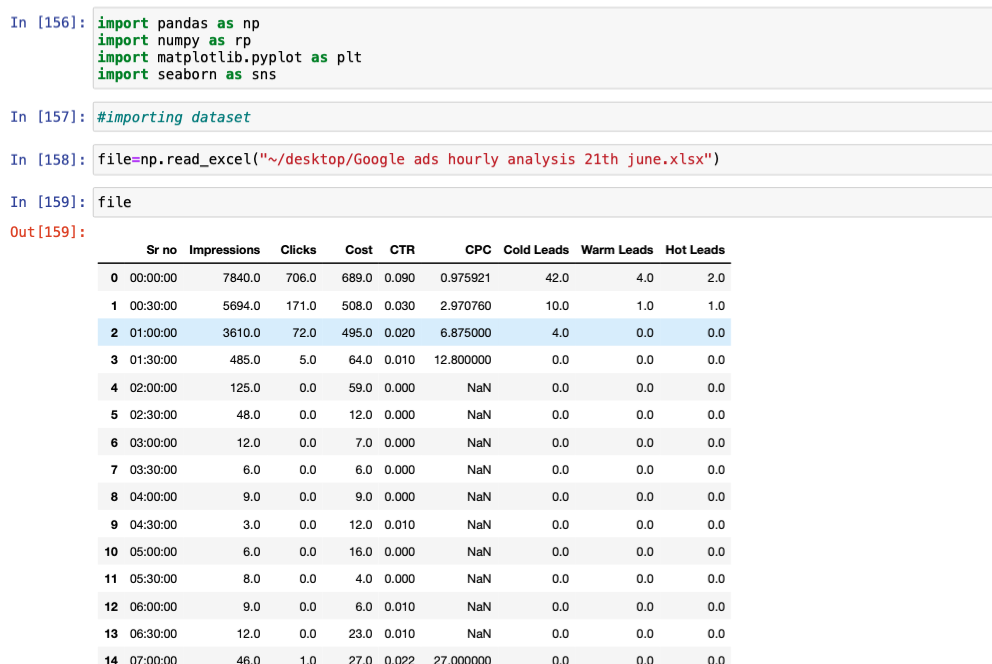 In [156]: import pandas as np
import numpy as rp
import matplotlib.pyplot as plt
import seaborn as sns
In [157]: #importing dataset
In [158]: file=np.read_excel("~/desktop/Google ads hourly analysis 21th june.xlsx")
In [159]: file
Out[159]:
Sr no Impressions Clicks Cost CTR CPC Cold Leads Warm Leads Hot Leads
0 00:00:00 7840.0 706.0 689.0 0.090 0.975921 42.0 4.0 2.0
1 00:30:00 5694.0 171.0 508.0 0.030 2.970760 10.0 1.0 1.0
2 01:00:00 3610.0 72.0 495.0 0.020 6.875000 4.0 0.0 0.0
3 01:30:00 485.0 5.0 64.0 0.010 12.800000 0.0 0.0 0.0
4 02:00:00 125.0 0.0 59.0 0.000 NaN 0.0 0.0 0.0
5 02:30:00 48.0 0.0 12.0 0.000 NaN 0.0 0.0 0.0
6 03:00:00 12.0 0.0 7.0 0.000 NaN 0.0 0.0 0.0
7 03:30:00 6.0 0.0 6.0 0.000 NaN 0.0 0.0 0.0
8 04:00:00 9.0 0.0 9.0 0.000 NaN 0.0 0.0 0.0
9 04:30:00 3.0 0.0 12.0 0.010 NaN 0.0 0.0 0.0
10 05:00:00 6.0 0.0 16.0 0.000 NaN 0.0 0.0 0.0
11 05:30:00 8.0 0.0 4.0 0.000 NaN 0.0 0.0 0.0
12 06:00:00 9.0 0.0 6.0 0.010 NaN 0.0 0.0 0.0
13 06:30:00 12.0 0.0 23.0 0.010 NaN 0.0 0.0 0.0
14 07:00:00 46.0 1.0 27.0 0.022 27.000000 0.0 0.0 0.0